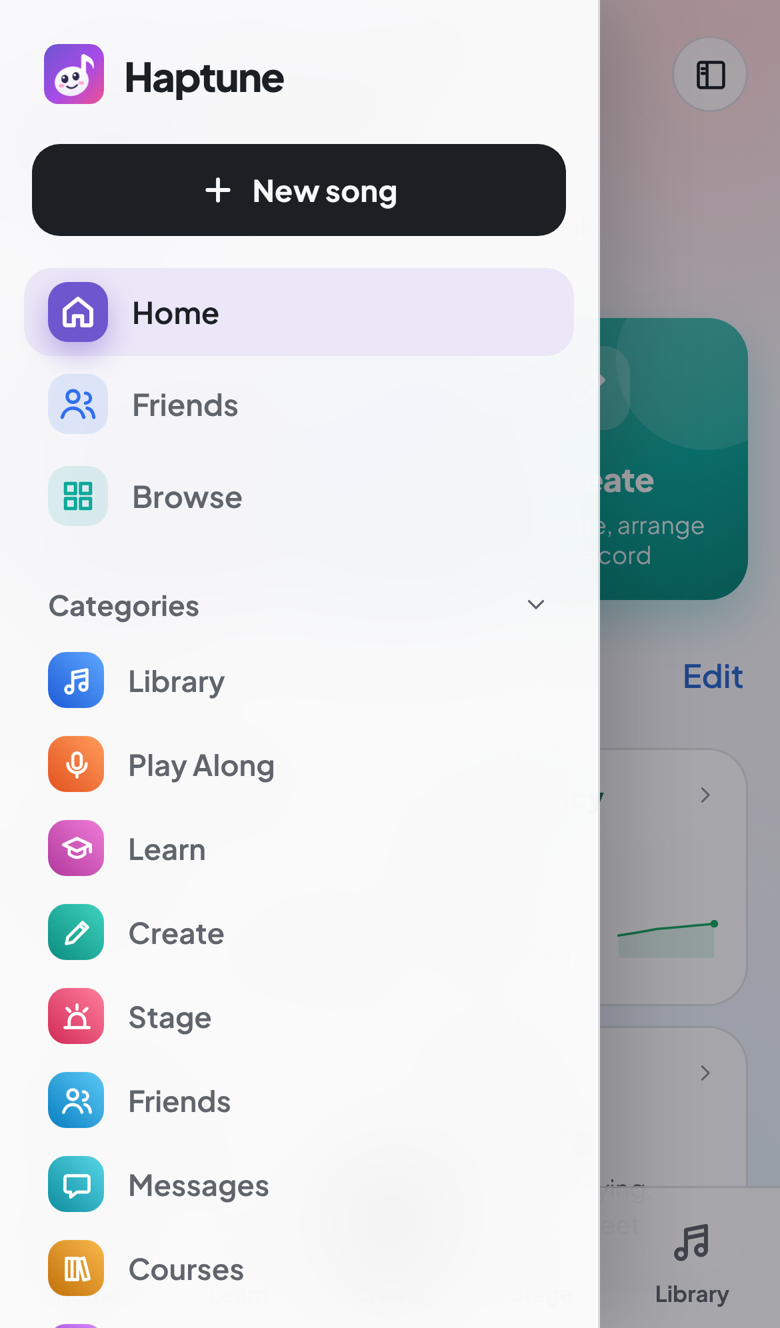 Haptune
New song
Home
Friends
Browse
Categories
Library
Play Along
Learn
Create
Stage
Friends
Messages
Courses
eate
e, arrange
cord
Edit
Library